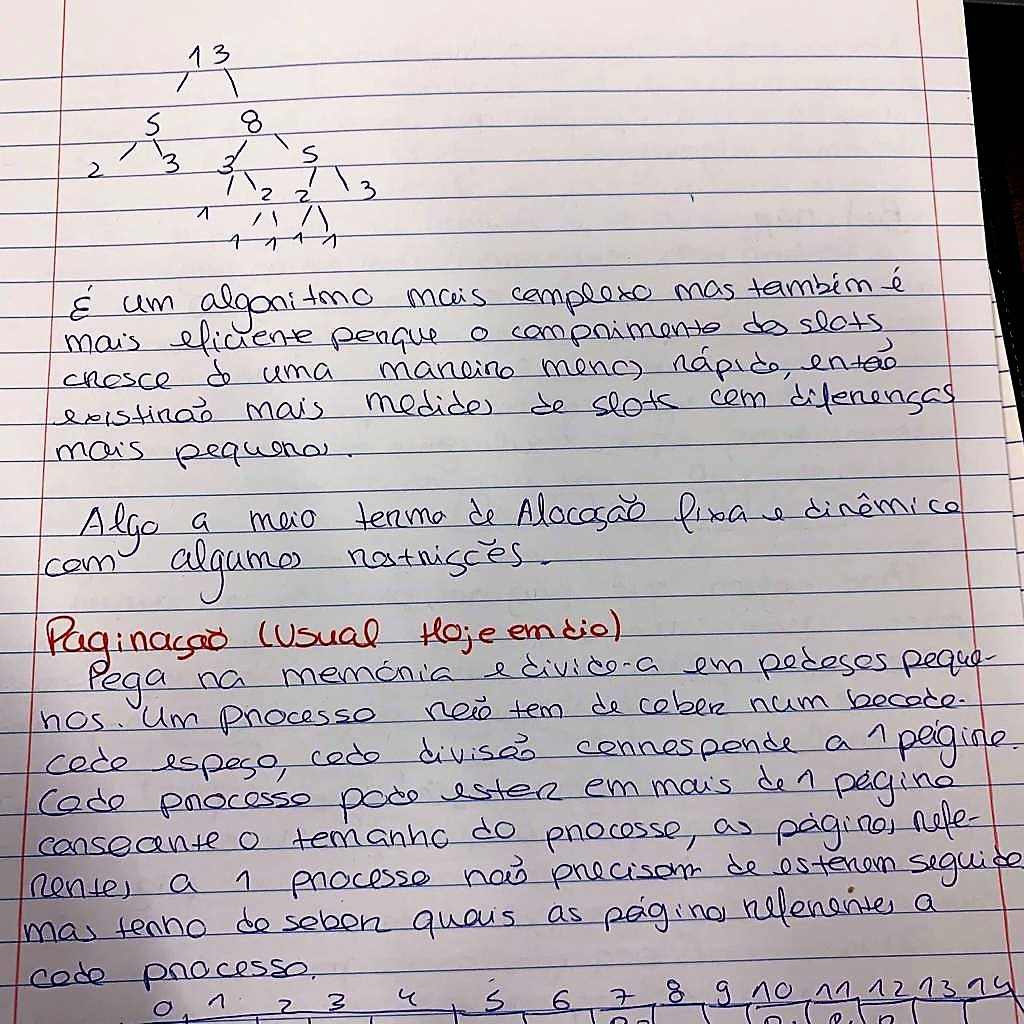 13
5 8
2 3 3 5
1 2 2 3
1 1 1 1
É um algoritmo mais complexo mas também é
mais eficiente porque o comprimento dos slots
cresce de uma maneira menos rápida, então
existirão mais medidas de slots com diferenças
mais pequenas.
Algo a meio termo de Alocação fixa e dinâmica
com algumas restrições.
Paginação (Usual Hoje em dia)
Pega na memória e divide-a em pedaços peque-
nos. Um processo não tem de caber num bocado.
cada espaço, cada divisão corresponde a 1 página.
Cada processo pode estar em mais de 1 página
consoante o tamanho do processo, as páginas refe-
rentes a 1 processo não precisam de estarem seguidas
mas tenho de saber quais as páginas referentes a
cada processo.
0 1 2 3 4 5 6 7 8 9 10 11 12 13 14